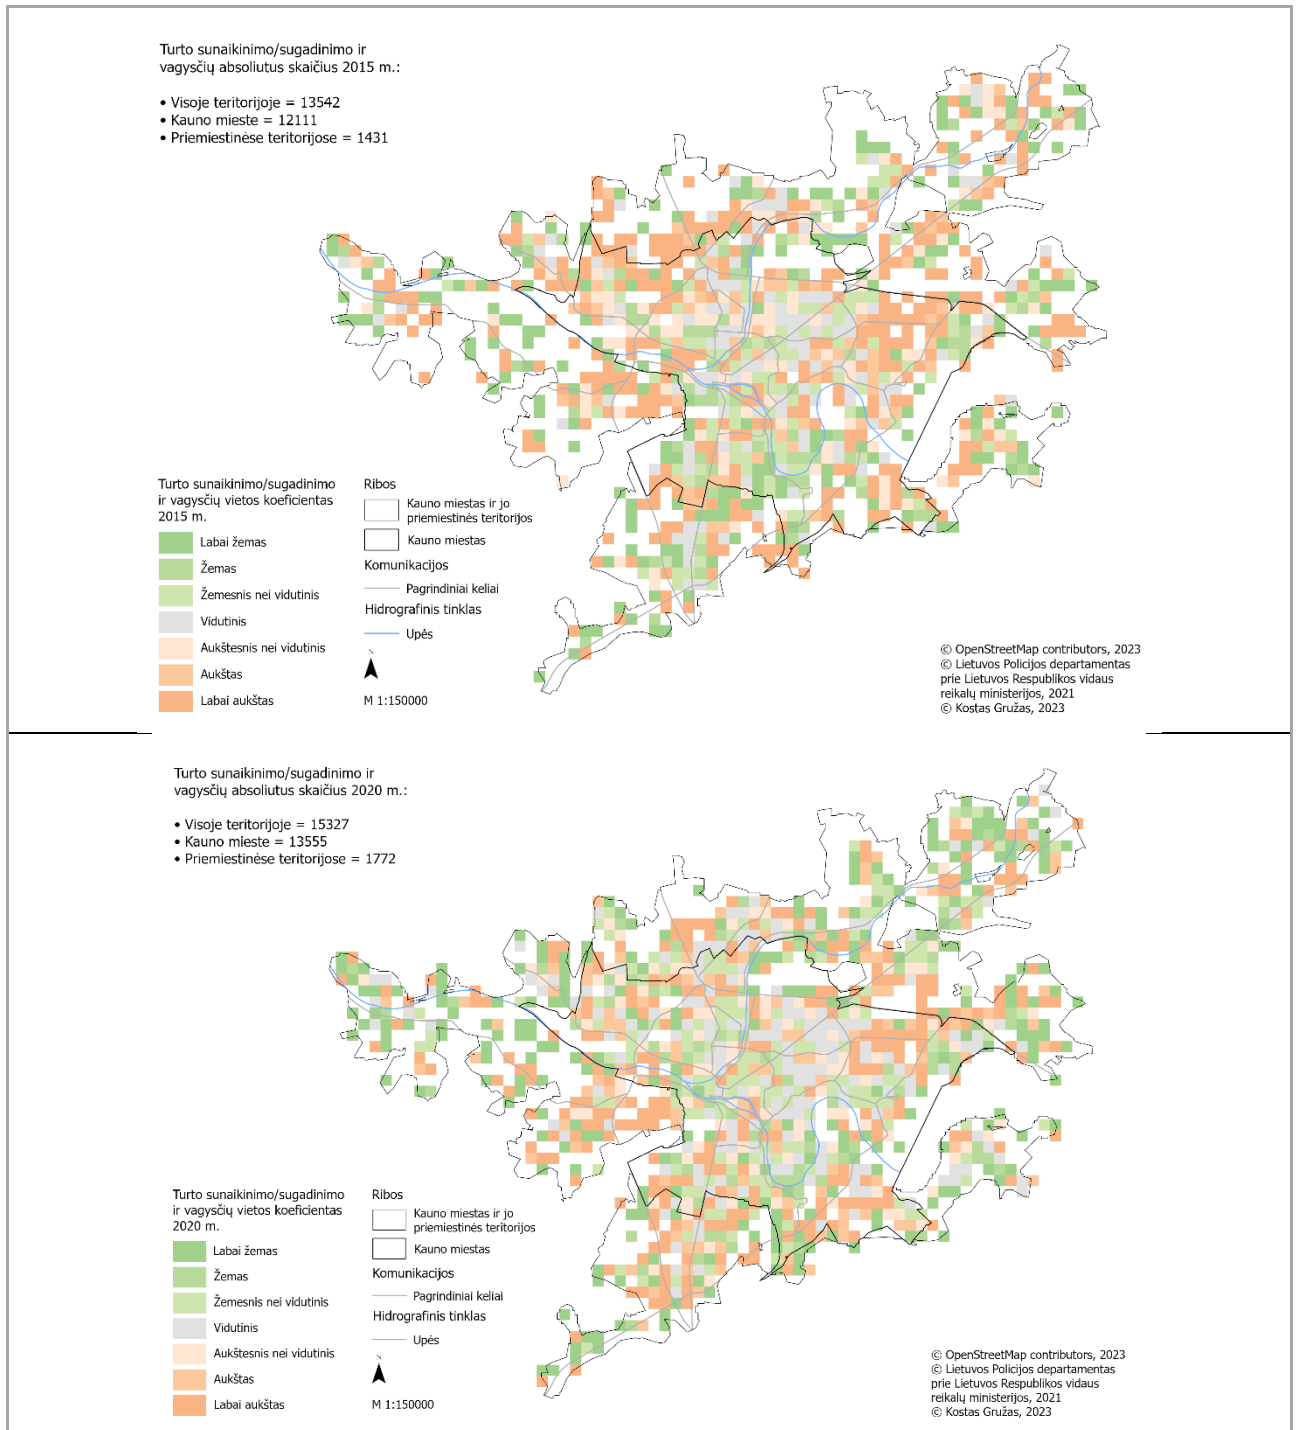 Turto sunaikinimo/sugadinimo ir
vagysčių absoliutus skaičius 2015 m.:
• Visoje teritorijoje = 13542
• Kauno mieste = 12111
• Priemiestinėse teritorijose = 1431
Turto sunaikinimo/sugadinimo
ir vagysčių vietos koeficientas
2015 m.
Labai žemas
Žemas
Žemesnis nei vidutinis
Vidutinis
Aukštesnis nei vidutinis
Aukštas
Labai aukštas
Ribos
Kauno miestas ir jo
priemiestinės teritorijos
Kauno miestas
Komunikacijos
Pagrindiniai keliai
Hidrografinis tinklas
Upės
N
M 1:150000
© OpenStreetMap contributors, 2023
© Lietuvos Policijos departamentas
prie Lietuvos Respublikos vidaus
reikalų ministerijos, 2021
© Kostas Gružas, 2023
Turto sunaikinimo/sugadinimo ir
vagysčių absoliutus skaičius 2020 m.:
• Visoje teritorijoje = 15327
• Kauno mieste = 13555
• Priemiestinėse teritorijose = 1772
Turto sunaikinimo/sugadinimo
ir vagysčių vietos koeficientas
2020 m.
Labai žemas
Žemas
Žemesnis nei vidutinis
Vidutinis
Aukštesnis nei vidutinis
Aukštas
Labai aukštas
Ribos
Kauno miestas ir jo
priemiestinės teritorijos
Kauno miestas
Komunikacijos
Pagrindiniai keliai
Hidrografinis tinklas
Upės
N
M 1:150000
© OpenStreetMap contributors, 2023
© Lietuvos Policijos departamentas
prie Lietuvos Respublikos vidaus
reikalų ministerijos, 2021
© Kostas Gružas, 2023